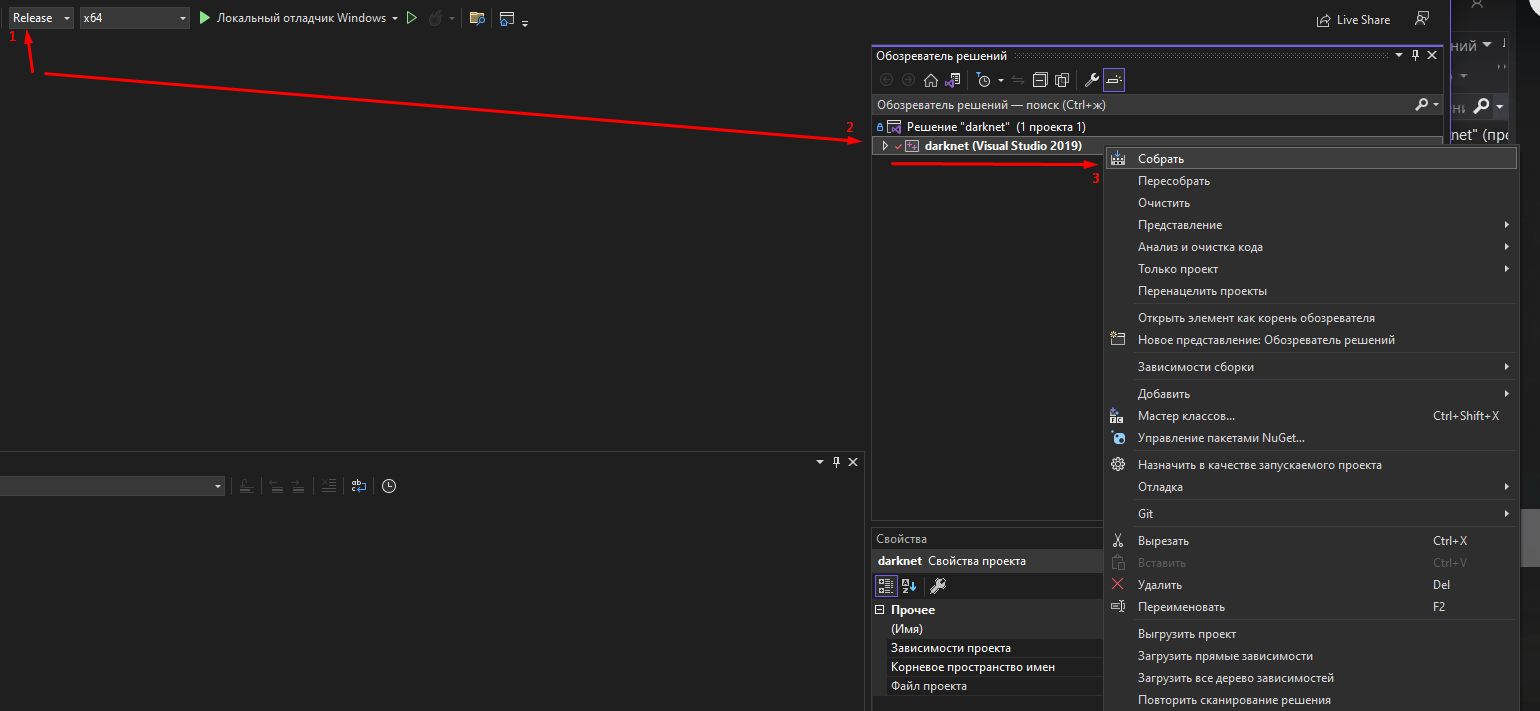 Release
x64
Локальный отладчик Windows
Live Share
1
Обозреватель решений
Обозреватель решений — поиск (Ctrl+ж)
2
Решение "darknet" (1 проекта 1)
darknet (Visual Studio 2019)
3
Собрать
Пересобрать
Очистить
Представление
Анализ и очистка кода
Только проект
Перенацелить проекты
Открыть элемент как корень обозревателя
Новое представление: Обозреватель решений
Зависимости сборки
Добавить
Мастер классов... Ctrl+Shift+X
Управление пакетами NuGet...
Назначить в качестве запускаемого проекта
Отладка
Git
Вырезать Ctrl+X
Вставить Ctrl+V
Удалить Del
Переименовать F2
Выгрузить проект
Загрузить прямые зависимости
Загрузить все дерево зависимостей
Повторить сканирование решения
Свойства
darknet Свойства проекта
Прочее
(Имя)
Зависимости проекта
Корневое пространство имен
Файл проекта